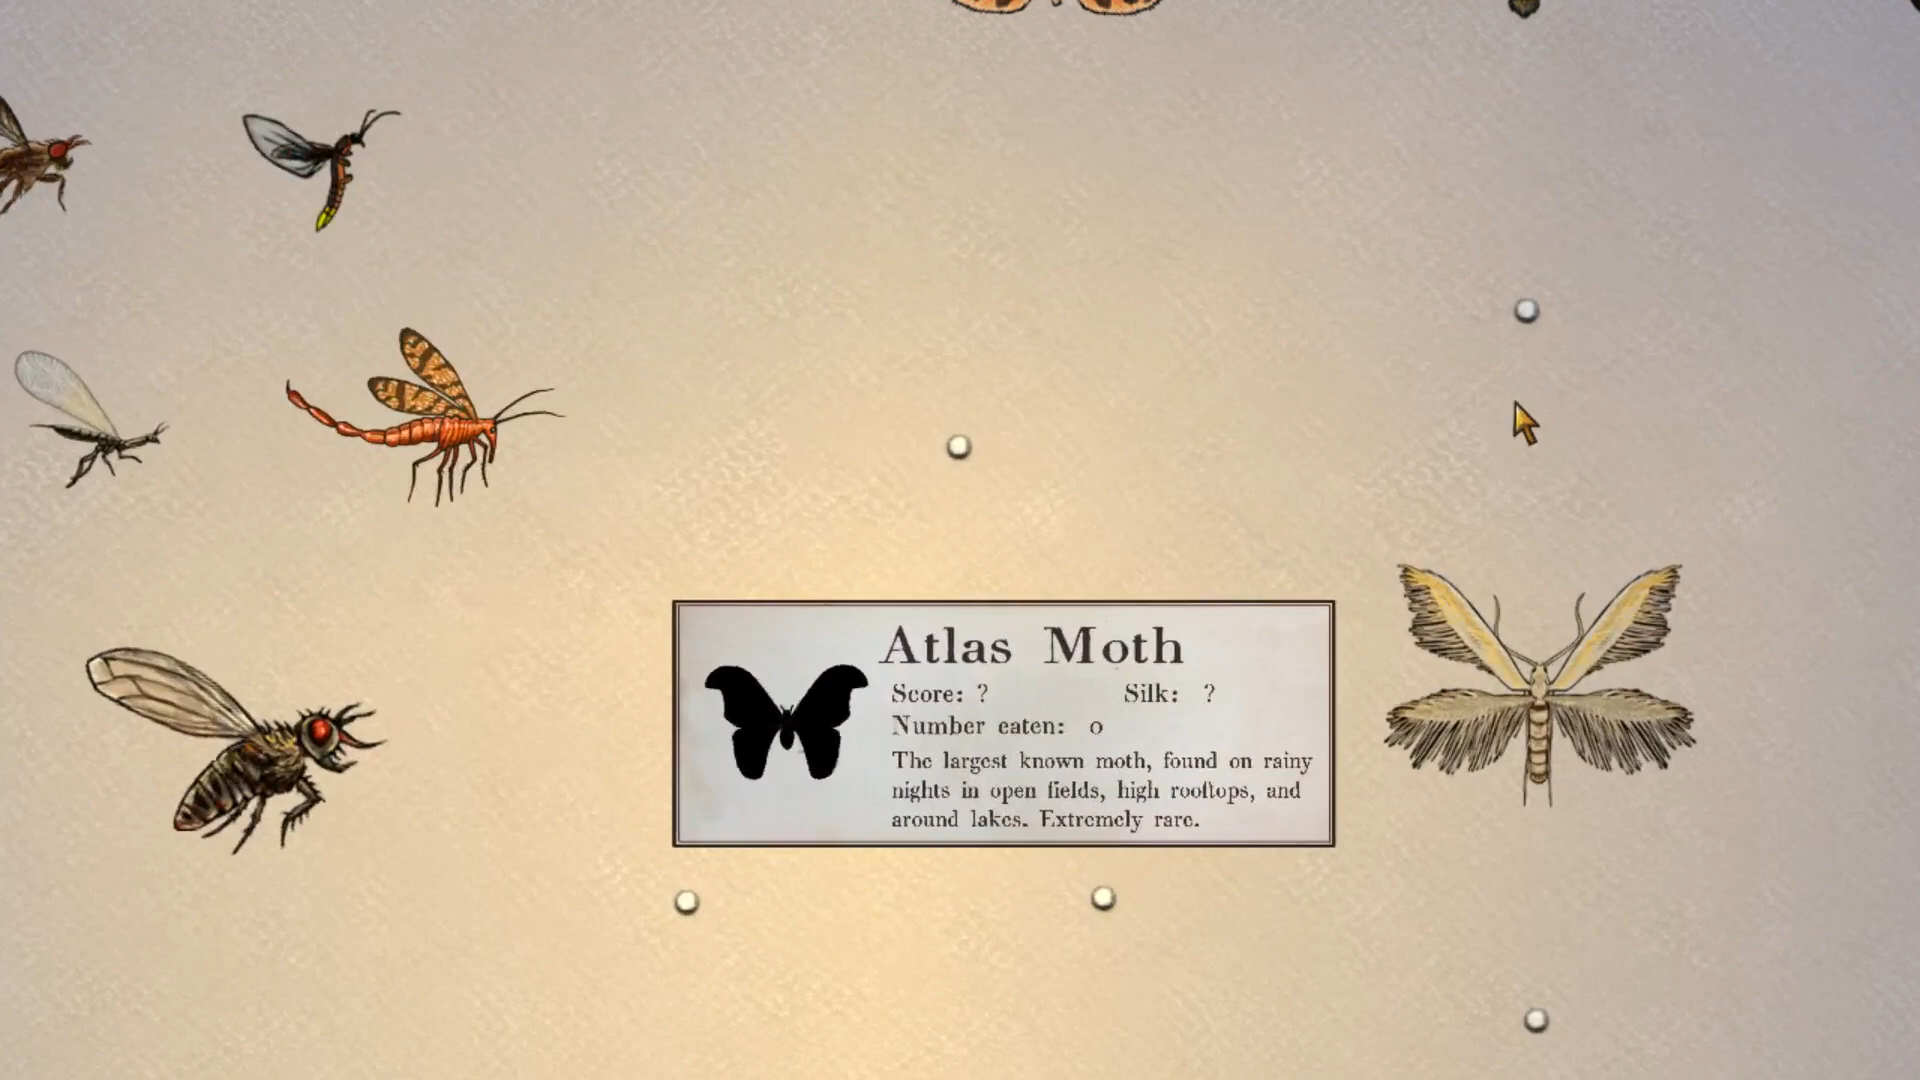 Atlas Moth
Score: ? Silk: ?
Number eaten: 0
The largest known moth, found on rainy
nights in open fields, high rooftops, and
around lakes. Extremely rare.